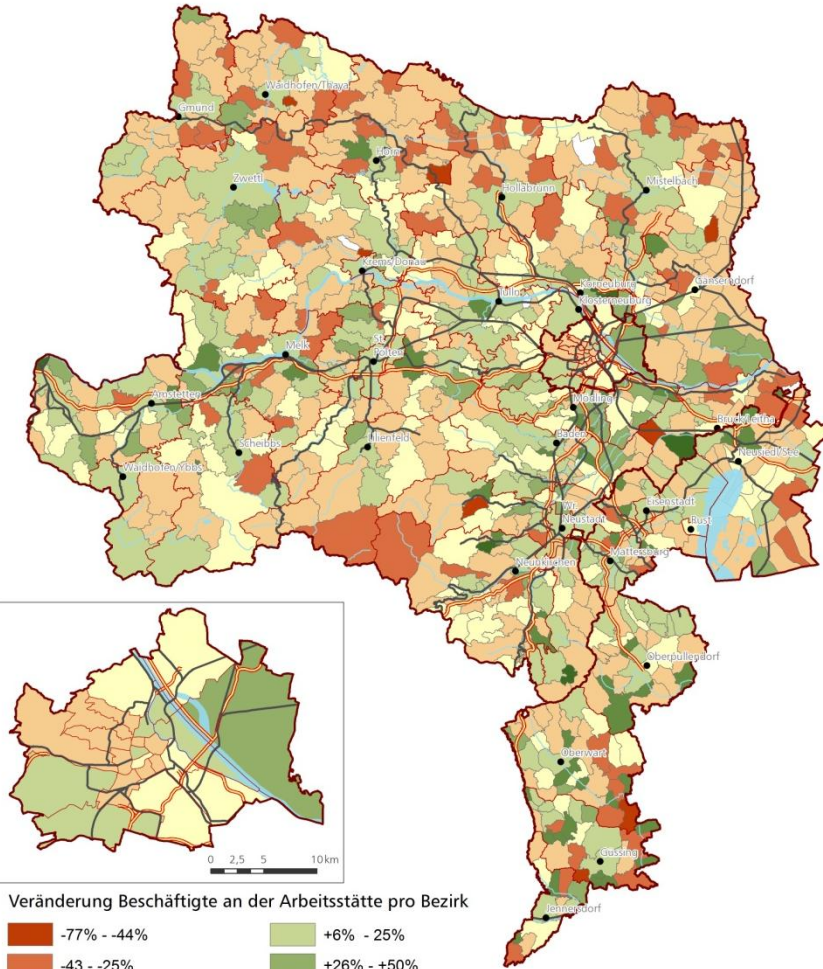 Waidhofen/Thaya
Gmünd
Horn
Zwettl
Hollabrunn
Mistelbach
Krems/Donau
Tulln
Korneuburg
Klosterneuburg
Gänserndorf
Melk
St.
Pölten
Amstetten
Mödling
Bruck/Leitha
Scheibbs
Lilienfeld
Baden
Neusiedl/See
Waidhofen/Ybbs
Eisenstadt
Wr.
Neustadt
Rust
Mattersburg
Neunkirchen
Oberpullendorf
Oberwart
0 2,5 5 10 km
Güssing
Jennersdorf
Veränderung Beschäftigte an der Arbeitsstätte pro Bezirk
-77% - -44% +6% - 25%
-43 - -25% +26% - +50%